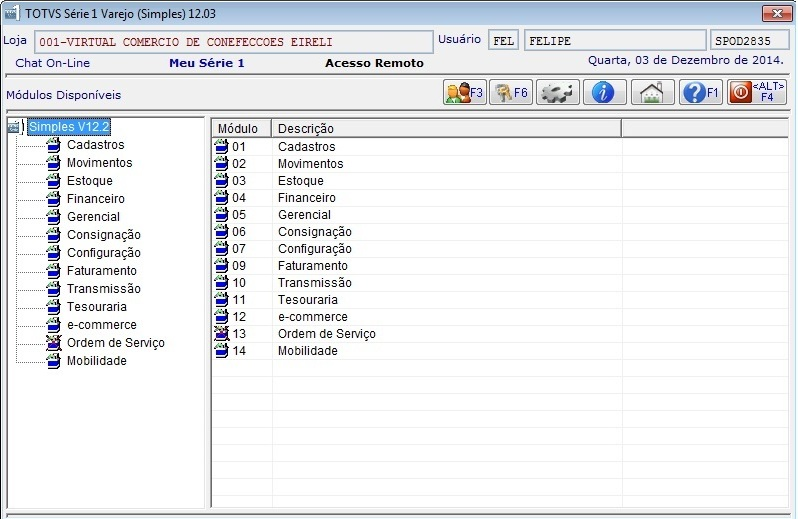 TOTVS Série 1 Varejo (Simples) 12.03
Loja 001-VIRTUAL COMERCIO DE CONEFECCOES EIRELI Usuário FEL FELIPE SPOD2835
Chat On-Line Meu Série 1 Acesso Remoto Quarta, 03 de Dezembro de 2014.
Módulos Disponíveis F3 F6 F1 <ALT> F4
Simples V12.2
Cadastros
Movimentos
Estoque
Financeiro
Gerencial
Consignação
Configuração
Faturamento
Transmissão
Tesouraria
e-commerce
Ordem de Serviço
Mobilidade
Módulo Descrição
01 Cadastros
02 Movimentos
03 Estoque
04 Financeiro
05 Gerencial
06 Consignação
07 Configuração
09 Faturamento
10 Transmissão
11 Tesouraria
12 e-commerce
13 Ordem de Serviço
14 Mobilidade